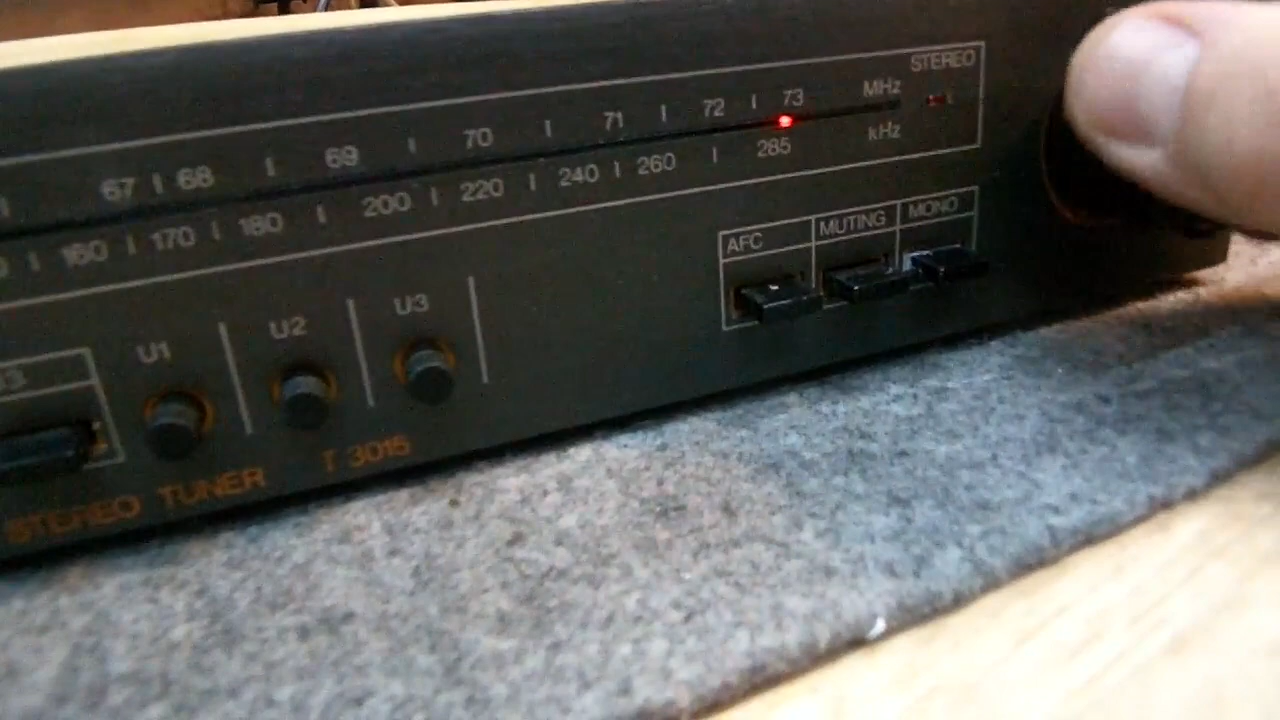 STEREO
67 68 69 70 71 72 73 MHz
160 170 180 200 220 240 260 285 kHz
AFC MUTING MONO
U1 U2 U3
STEREO TUNER T 3015